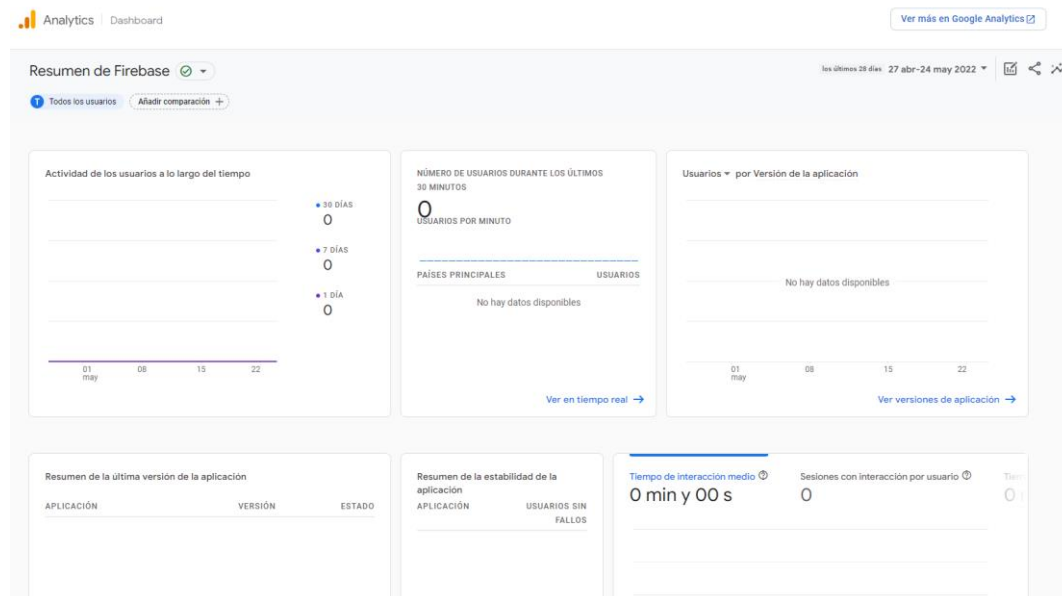 Analytics Dashboard
Ver más en Google Analytics
Resumen de Firebase
los últimos 28 días 27 abr-24 may 2022
T Todos los usuarios
Añadir comparación +
Actividad de los usuarios a lo largo del tiempo
30 DÍAS
0
7 DÍAS
0
1 DÍA
0
01 may
08
15
22
NÚMERO DE USUARIOS DURANTE LOS ÚLTIMOS
30 MINUTOS
0
USUARIOS POR MINUTO
PAÍSES PRINCIPALES USUARIOS
No hay datos disponibles
Ver en tiempo real →
Usuarios por Versión de la aplicación
No hay datos disponibles
01 may
08
15
22
Ver versiones de aplicación →
Resumen de la última versión de la aplicación
APLICACIÓN VERSIÓN ESTADO
Resumen de la estabilidad de la
aplicación
APLICACIÓN USUARIOS SIN
FALLOS
Tiempo de interacción medio
0 min y 00 s
Sesiones con interacción por usuario
0
0